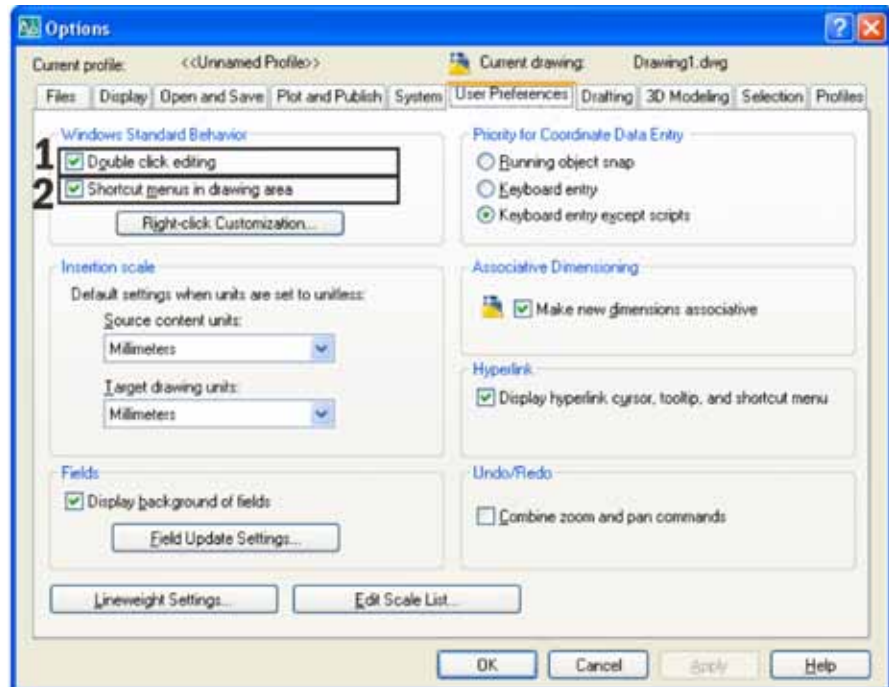 Options
Current profile: <<Unnamed Profile>> Current drawing: Drawing1.dwg
Files Display Open and Save Plot and Publish System User Preferences Drafting 3D Modeling Selection Profiles
Windows Standard Behavior
1 Double click editing
2 Shortcut menus in drawing area
Right-click Customization...
Insertion scale
Default settings when units are set to unitless:
Source content units:
Millimeters
Target drawing units:
Millimeters
Fields
Display background of fields
Field Update Settings...
Priority for Coordinate Data Entry
Running object snap
Keyboard entry
Keyboard entry except scripts
Associative Dimensioning
Make new dimensions associative
Hyperlink
Display hyperlink cursor, tooltip, and shortcut menu
Undo/Redo
Combine zoom and pan commands
Lineweight Settings... Edit Scale List...
OK Cancel Apply Help